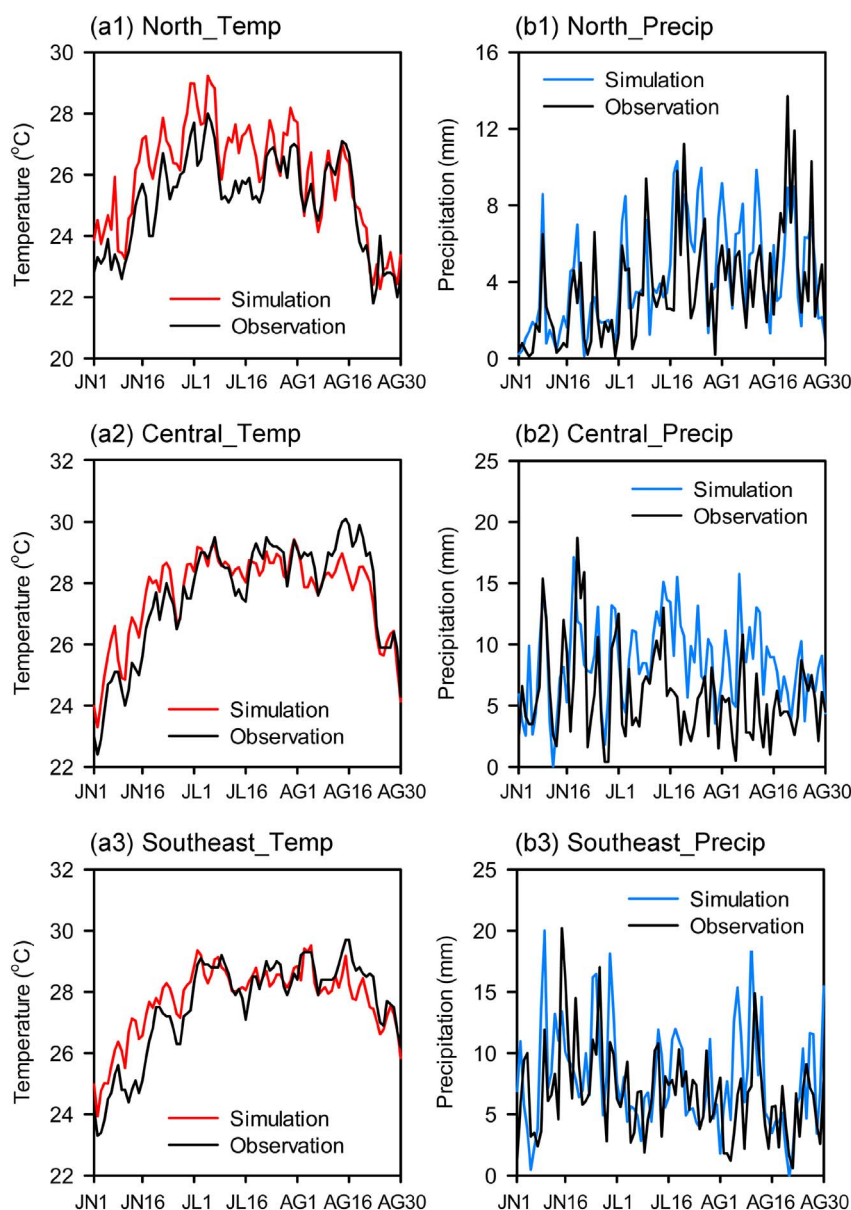 (a1) North_Temp
30
28
26
24
22
20
Temperature (°C)
Simulation
Observation
JN1 JN16 JL1 JL16 AG1 AG16 AG30
(b1) North_Precip
16
12
8
4
0
Precipitation (mm)
Simulation
Observation
JN1 JN16 JL1 JL16 AG1 AG16 AG30
(a2) Central_Temp
32
30
28
26
24
22
Temperature (°C)
Simulation
Observation
JN1 JN16 JL1 JL16 AG1 AG16 AG30
(b2) Central_Precip
25
20
15
10
5
0
Precipitation (mm)
Simulation
Observation
JN1 JN16 JL1 JL16 AG1 AG16 AG30
(a3) Southeast_Temp
32
30
28
26
24
22
Temperature (°C)
Simulation
Observation
JN1 JN16 JL1 JL16 AG1 AG16 AG30
(b3) Southeast_Precip
25
20
15
10
5
0
Precipitation (mm)
Simulation
Observation
JN1 JN16 JL1 JL16 AG1 AG16 AG30